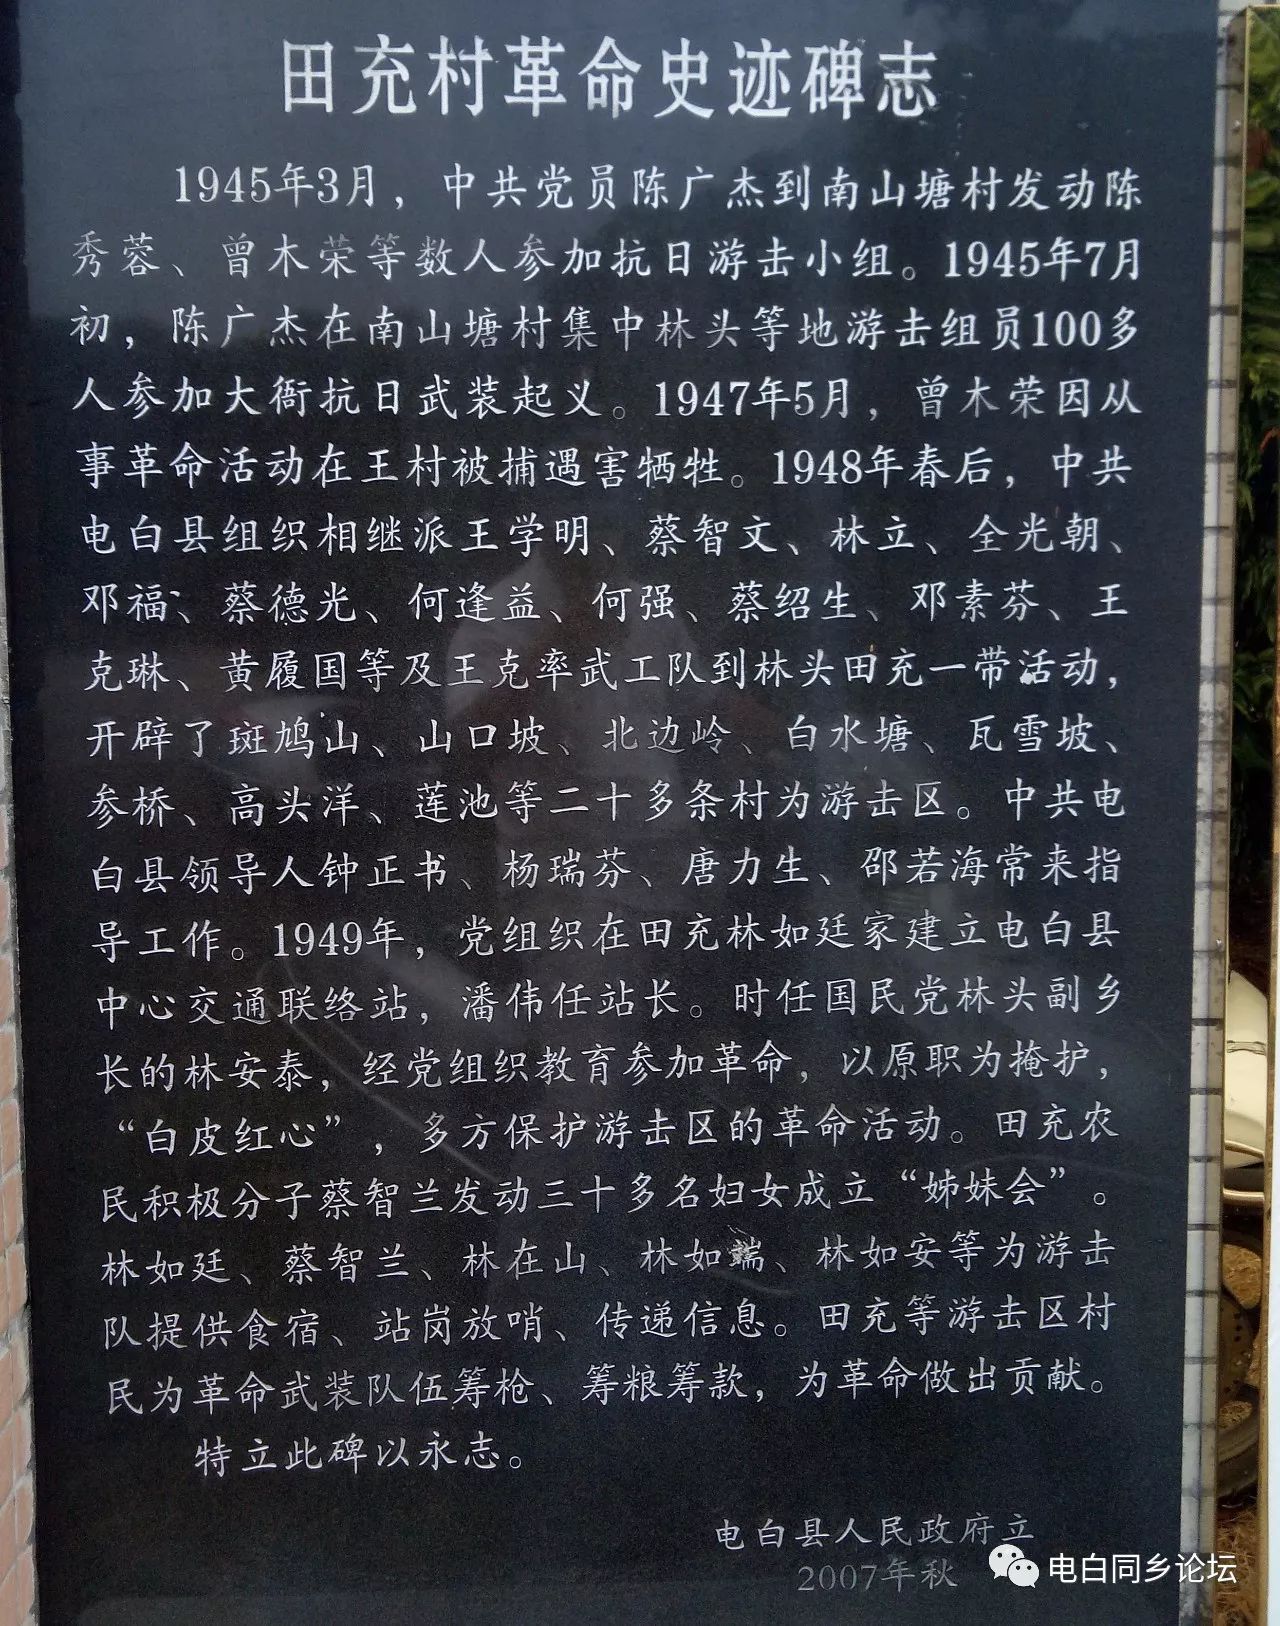 田充村革命史迹碑志
1945年3月，中共党员陈广杰到南山塘村发动陈
秀蓉、曾木荣等数人参加抗日游击小组。1945年7月
初，陈广杰在南山塘村集中林头等地游击组员100多
人参加大衙抗日武装起义。1947年5月，曾木荣因从
事革命活动在王村被捕遇害牺牲。1948年春后，中共
电白县组织相继派王学明、蔡智文、林立、全光朝、
邓福、蔡德光、何逢益、何强、蔡绍生、邓素芬、王
克琳、黄履国等及王克率武工队到林头田充一带活动，
开辟了斑鸠山、山口坡、北边岭、白水塘、瓦雪坡、
参桥、高头洋、莲池等二十多条村为游击区。中共电
白县领导人钟正书、杨瑞芬、唐力生、邵若海常来指
导工作。1949年，党组织在田充林如廷家建立电白县
中心交通联络站，潘伟任站长。时任国民党林头副乡
长的林安泰，经党组织教育参加革命，以原职为掩护，
“白皮红心”，多方保护游击区的革命活动。田充农
民积极分子蔡智兰发动三十多名妇女成立“姊妹会”。
林如廷、蔡智兰、林在山、林如端、林如安等为游击
队提供食宿、站岗放哨、传递信息。田充等游击区村
民为革命武装队伍筹枪、筹粮筹款，为革命做出贡献。
特立此碑以永志。
电白县人民政府立
2007年秋
电白同乡论坛